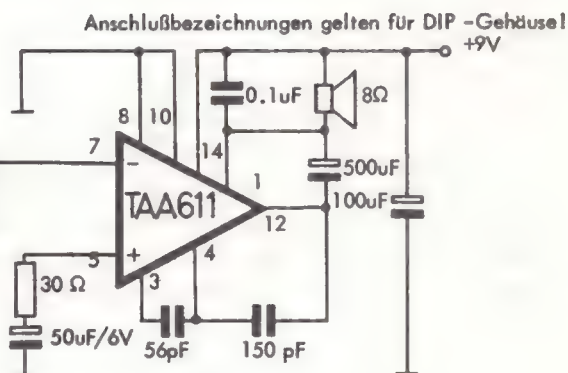 Anschlußbezeichnungen gelten für DIP -Gehäuse!
+9V
8 10
0.1uF
8Ω
7
14
-
500uF
1
100uF
TAA611
12
5
+
4
3
30 Ω
50uF/6V
56pF
150 pF